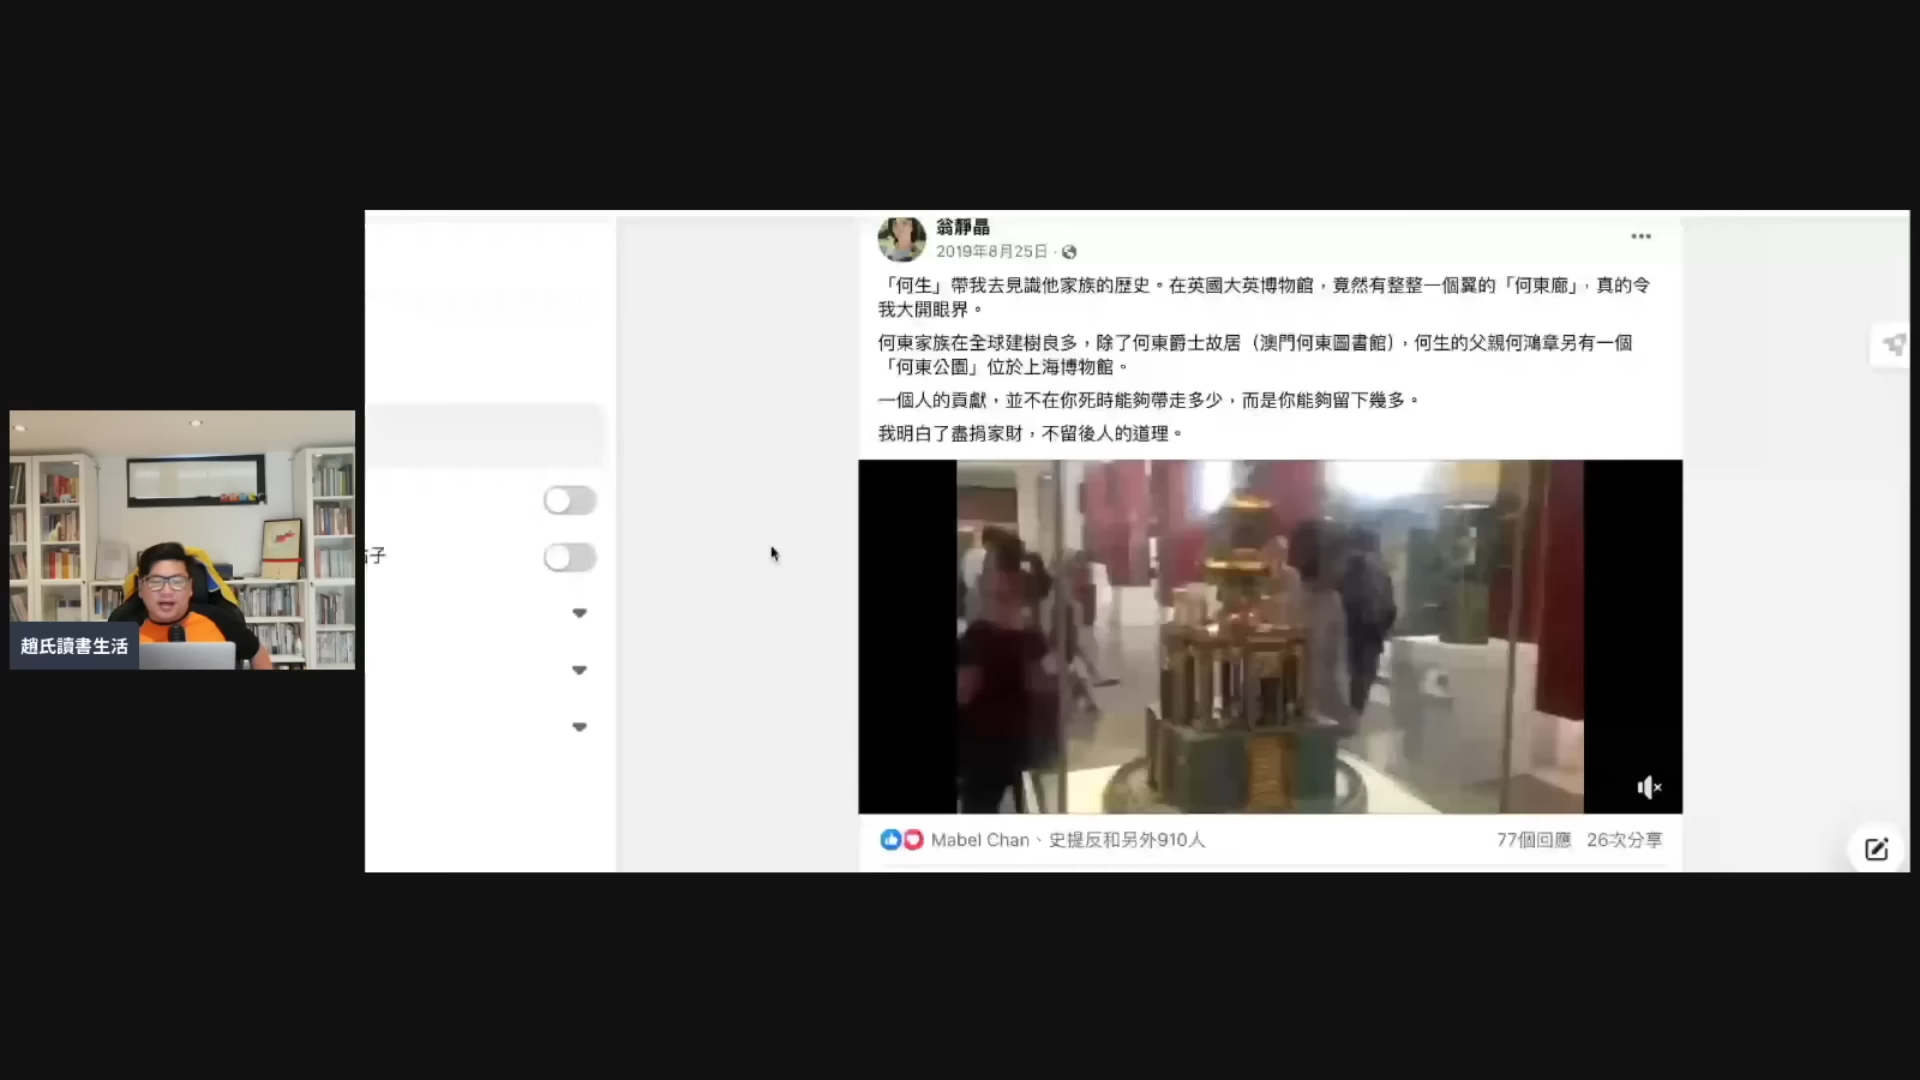 翁靜晶
2019年8月25日 ·
「何生」帶我去見識他家族的歷史。在英國大英博物館，竟然有整整一個翼的「何東廊」，真的令
我大開眼界。
何東家族在全球建樹良多，除了何東爵士故居（澳門何東圖書館），何生的父親何鴻章另有一個
「何東公園」位於上海博物館。
一個人的貢獻，並不在你死時能夠帶走多少，而是你能夠留下幾多。
我明白了盡捐家財，不留後人的道理。
子
趙氏讀書生活
Mabel Chan、史提反和另外910人
77個回應 26次分享